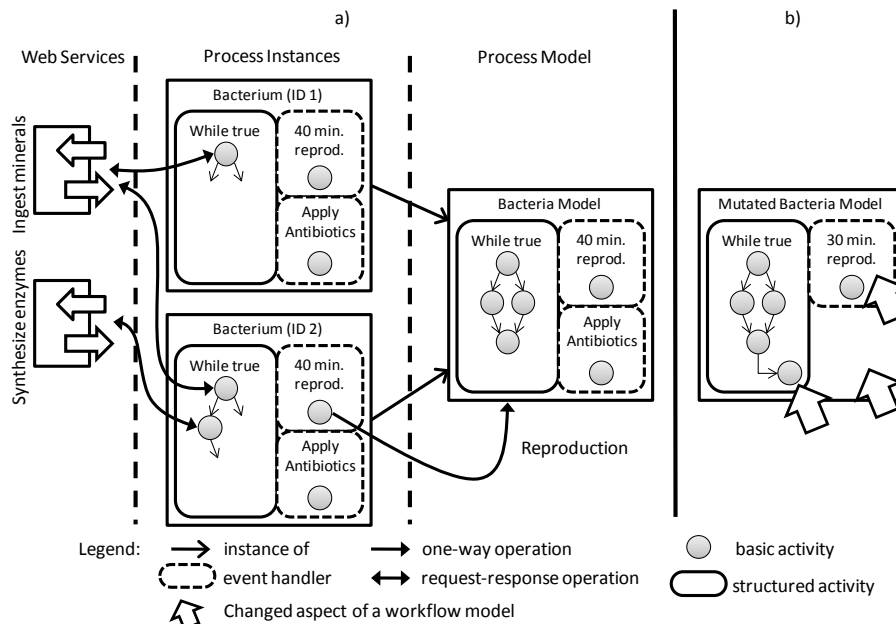 a)
b)
Web Services
Process Instances
Process Model
Bacterium (ID 1)
While true
40 min.
reprod.
Apply
Antibiotics
Ingest minerals
Synthesize enzymes
Bacterium (ID 2)
While true
40 min.
reprod.
Apply
Antibiotics
Bacteria Model
While true
40 min.
reprod.
Apply
Antibiotics
Reproduction
Mutated Bacteria Model
While true
30 min.
reprod.
Legend:
instance of
one-way operation
basic activity
event handler
request-response operation
structured activity
Changed aspect of a workflow model